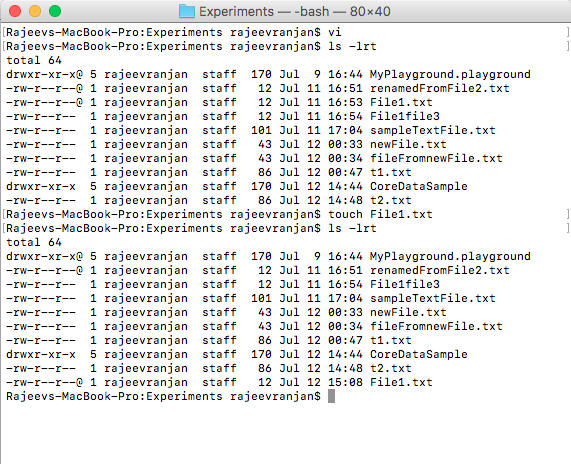 Experiments — -bash — 80×40
[Rajeevs-MacBook-Pro:Experiments rajeevranjan$ vi ]
[Rajeevs-MacBook-Pro:Experiments rajeevranjan$ ls -lrt ]
total 64
drwxr-xr-x@ 5 rajeevranjan  staff  170 Jul  9 16:44 MyPlayground.playground
-rw-r--r--@ 1 rajeevranjan  staff   12 Jul 11 16:51 renamedFromFile2.txt
-rw-r--r--@ 1 rajeevranjan  staff   12 Jul 11 16:53 File1.txt
-rw-r--r--  1 rajeevranjan  staff   12 Jul 11 16:54 File1file3
-rw-r--r--  1 rajeevranjan  staff  101 Jul 11 17:04 sampleTextFile.txt
-rw-r--r--  1 rajeevranjan  staff   43 Jul 12 00:33 newFile.txt
-rw-r--r--  1 rajeevranjan  staff   43 Jul 12 00:34 fileFromnewFile.txt
-rw-r--r--  1 rajeevranjan  staff   86 Jul 12 00:47 t1.txt
drwxr-xr-x  5 rajeevranjan  staff  170 Jul 12 14:44 CoreDataSample
-rw-r--r--  1 rajeevranjan  staff   86 Jul 12 14:48 t2.txt
[Rajeevs-MacBook-Pro:Experiments rajeevranjan$ touch File1.txt ]
[Rajeevs-MacBook-Pro:Experiments rajeevranjan$ ls -lrt ]
total 64
drwxr-xr-x@ 5 rajeevranjan  staff  170 Jul  9 16:44 MyPlayground.playground
-rw-r--r--@ 1 rajeevranjan  staff   12 Jul 11 16:51 renamedFromFile2.txt
-rw-r--r--  1 rajeevranjan  staff   12 Jul 11 16:54 File1file3
-rw-r--r--  1 rajeevranjan  staff  101 Jul 11 17:04 sampleTextFile.txt
-rw-r--r--  1 rajeevranjan  staff   43 Jul 12 00:33 newFile.txt
-rw-r--r--  1 rajeevranjan  staff   43 Jul 12 00:34 fileFromnewFile.txt
-rw-r--r--  1 rajeevranjan  staff   86 Jul 12 00:47 t1.txt
drwxr-xr-x  5 rajeevranjan  staff  170 Jul 12 14:44 CoreDataSample
-rw-r--r--  1 rajeevranjan  staff   86 Jul 12 14:48 t2.txt
-rw-r--r--@ 1 rajeevranjan  staff   12 Jul 12 15:08 File1.txt
Rajeevs-MacBook-Pro:Experiments rajeevranjan$